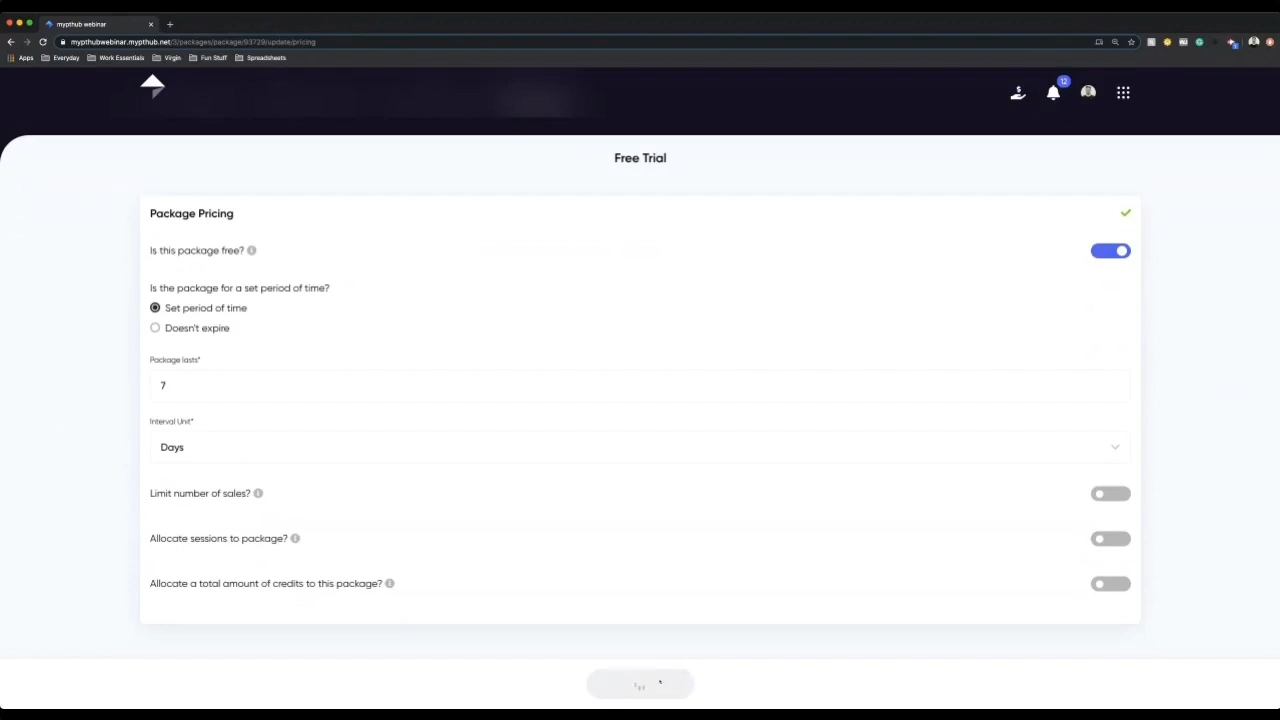 mypthub webinar
mypthubwebinar.mypthub.net/3/packages/package/93729/update/pricing
Apps Everyday Work Essentials Virgin Fun Stuff Spreadsheets
12
Free Trial
Package Pricing
Is this package free?
Is the package for a set period of time?
Set period of time
Doesn't expire
Package lasts*
7
Interval Unit*
Days
Limit number of sales?
Allocate sessions to package?
Allocate a total amount of credits to this package?